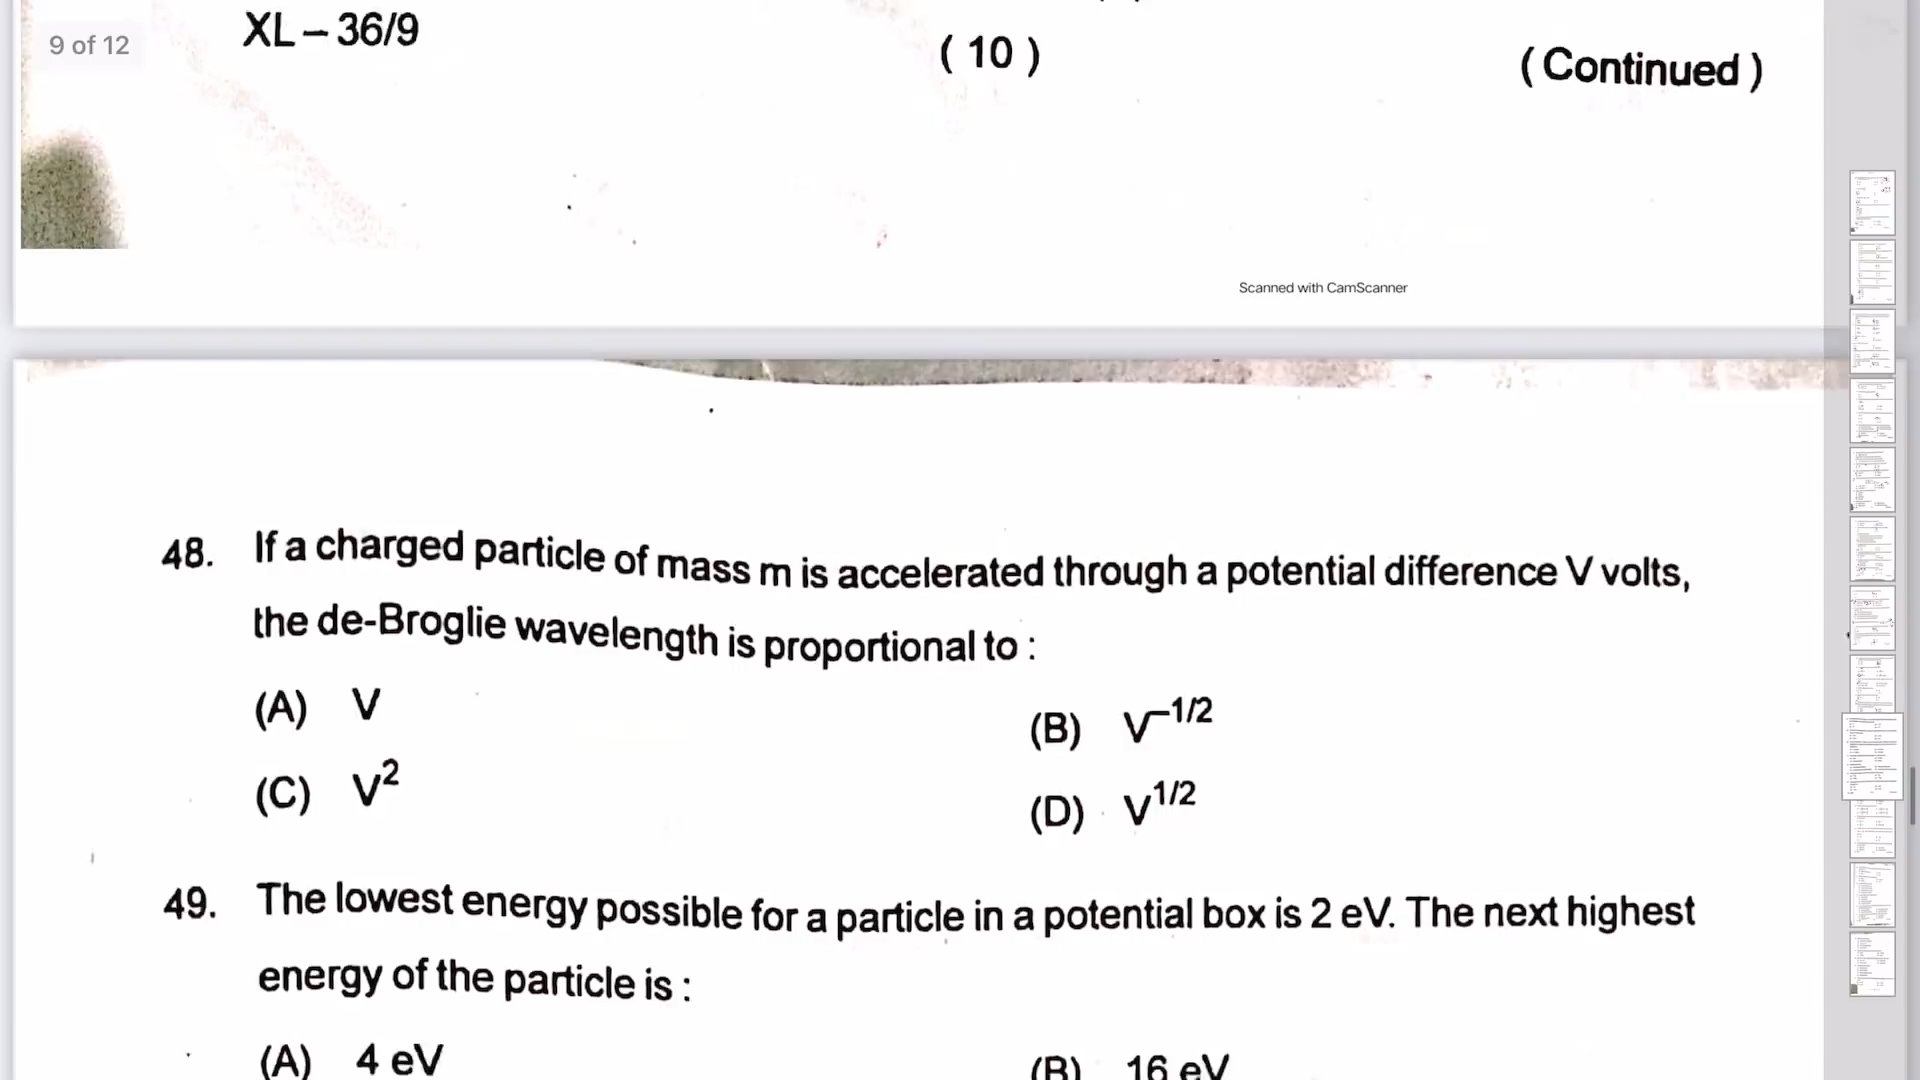 9 of 12
XL – 36/9
( 10 )
( Continued )
Scanned with CamScanner
48. If a charged particle of mass m is accelerated through a potential difference V volts,
the de-Broglie wavelength is proportional to :
(A) V
(B) V⁻¹/²
(C) V²
(D) V¹/²
49. The lowest energy possible for a particle in a potential box is 2 eV. The next highest
energy of the particle is :
(A) 4 eV
(B) 16 eV